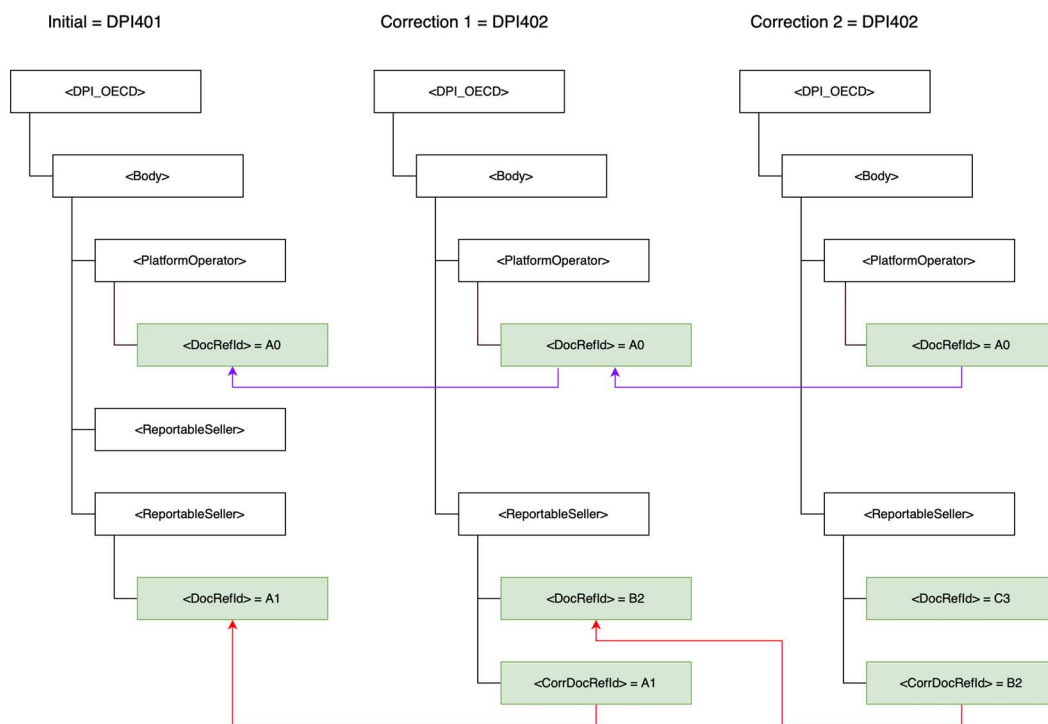 Initial = DPI401
Correction 1 = DPI402
Correction 2 = DPI402
<DPI_OECD>
<DPI_OECD>
<DPI_OECD>
<Body>
<Body>
<Body>
<PlatformOperator>
<PlatformOperator>
<PlatformOperator>
<DocRefId> = A0
<DocRefId> = A0
<DocRefId> = A0
<ReportableSeller>
<ReportableSeller>
<ReportableSeller>
<ReportableSeller>
<DocRefId> = A1
<DocRefId> = B2
<DocRefId> = C3
<CorrDocRefId> = A1
<CorrDocRefId> = B2